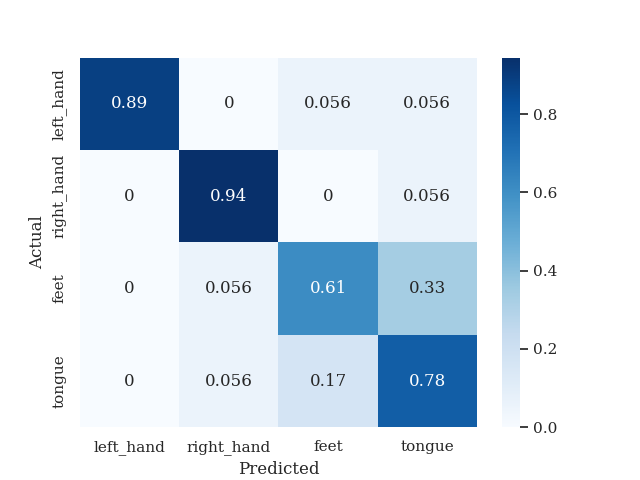 left_hand 0.89 0 0.056 0.056
right_hand 0 0.94 0 0.056
feet 0 0.056 0.61 0.33
tongue 0 0.056 0.17 0.78
left_hand right_hand feet tongue
Predicted
Actual
0.8
0.6
0.4
0.2
0.0